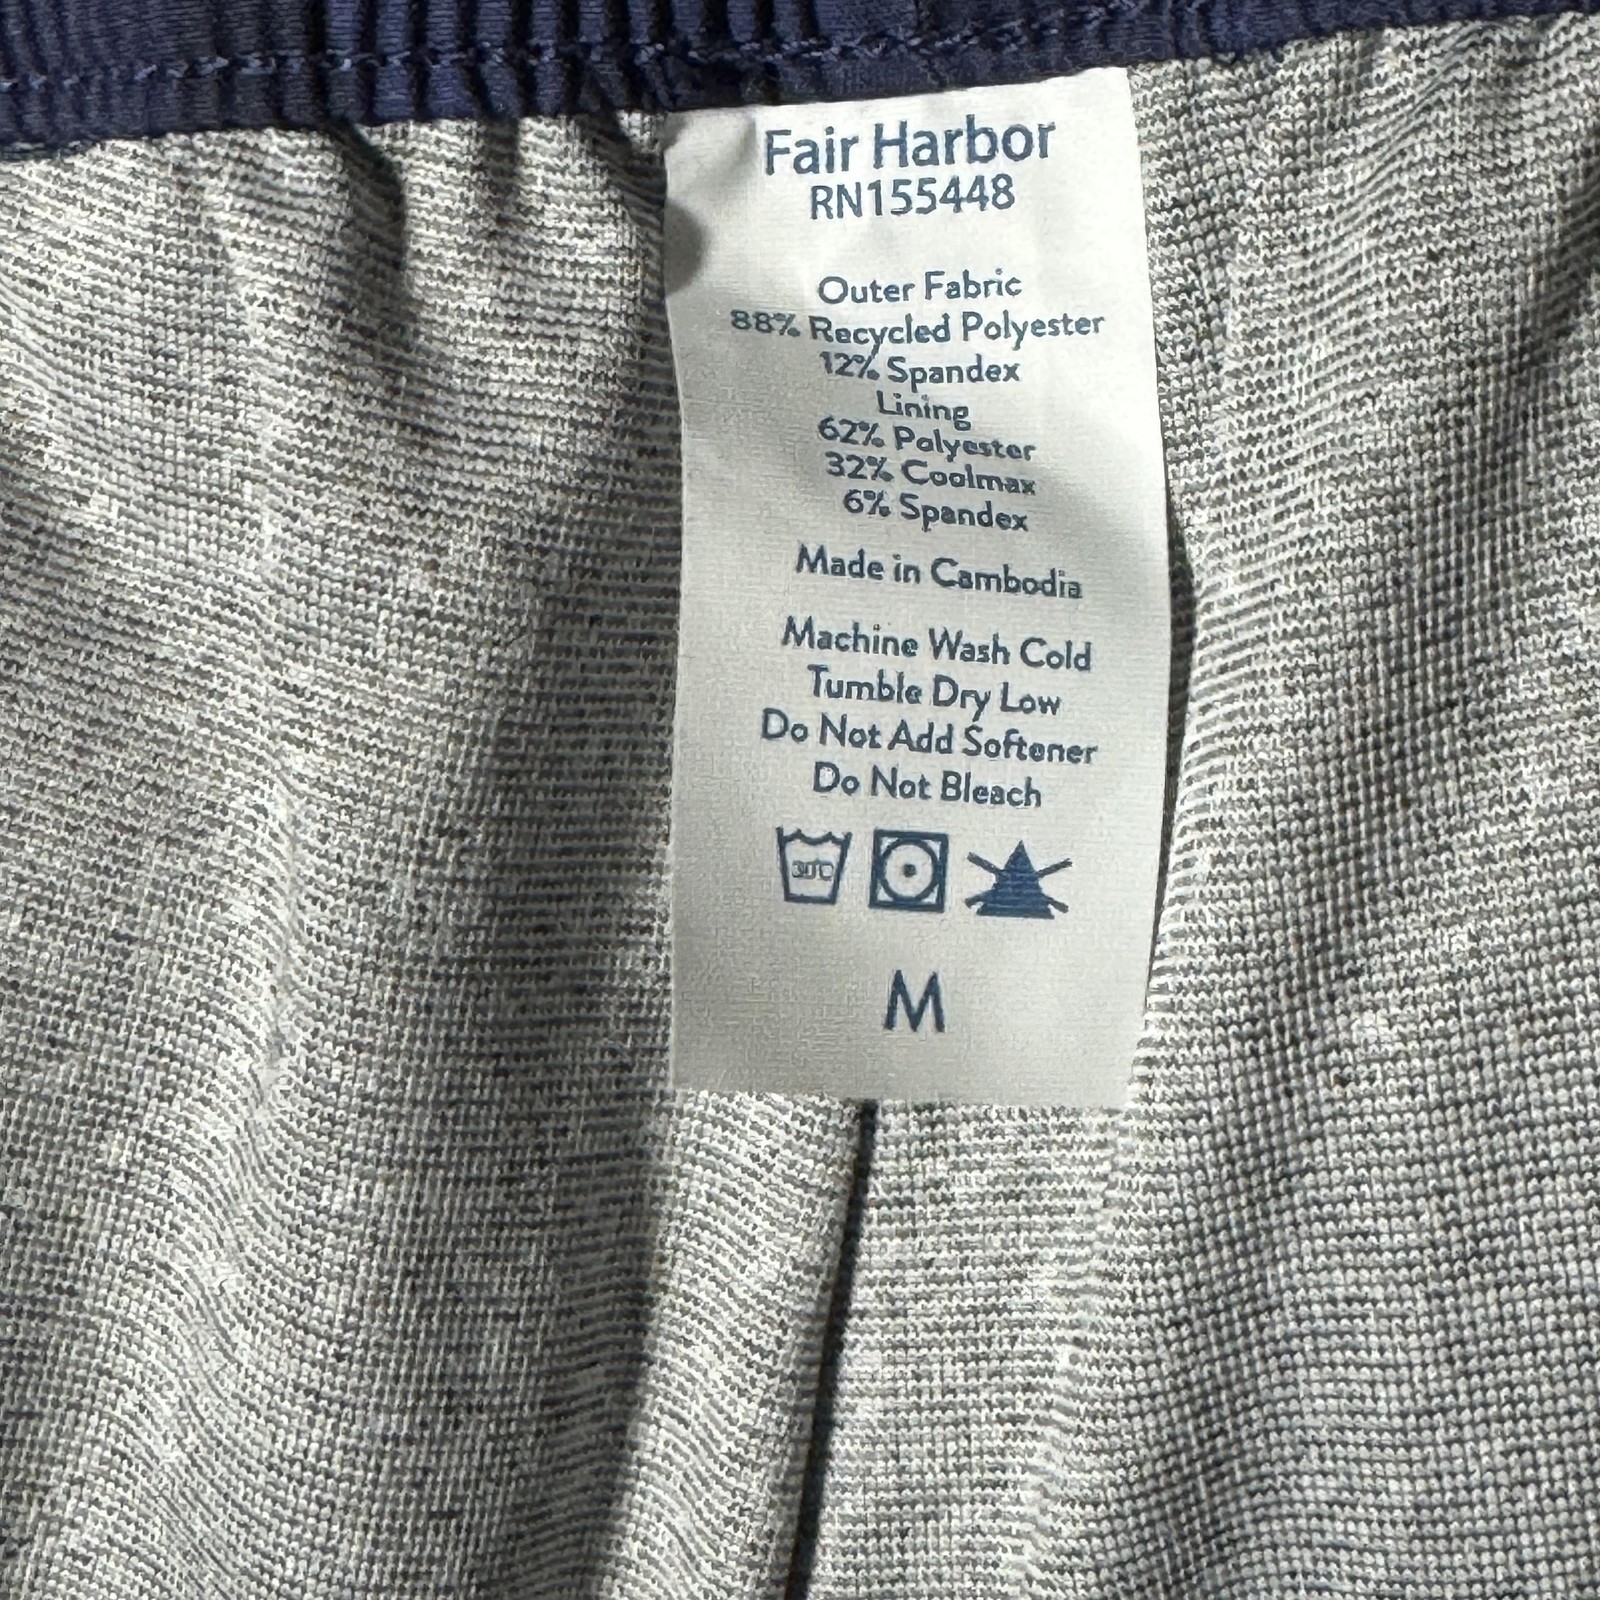 Fair Harbor
RN155448
Outer Fabric
88% Recycled Polyester
12% Spandex
Lining
62% Polyester
32% Coolmax
6% Spandex
Made in Cambodia
Machine Wash Cold
Tumble Dry Low
Do Not Add Softener
Do Not Bleach
30°C
M